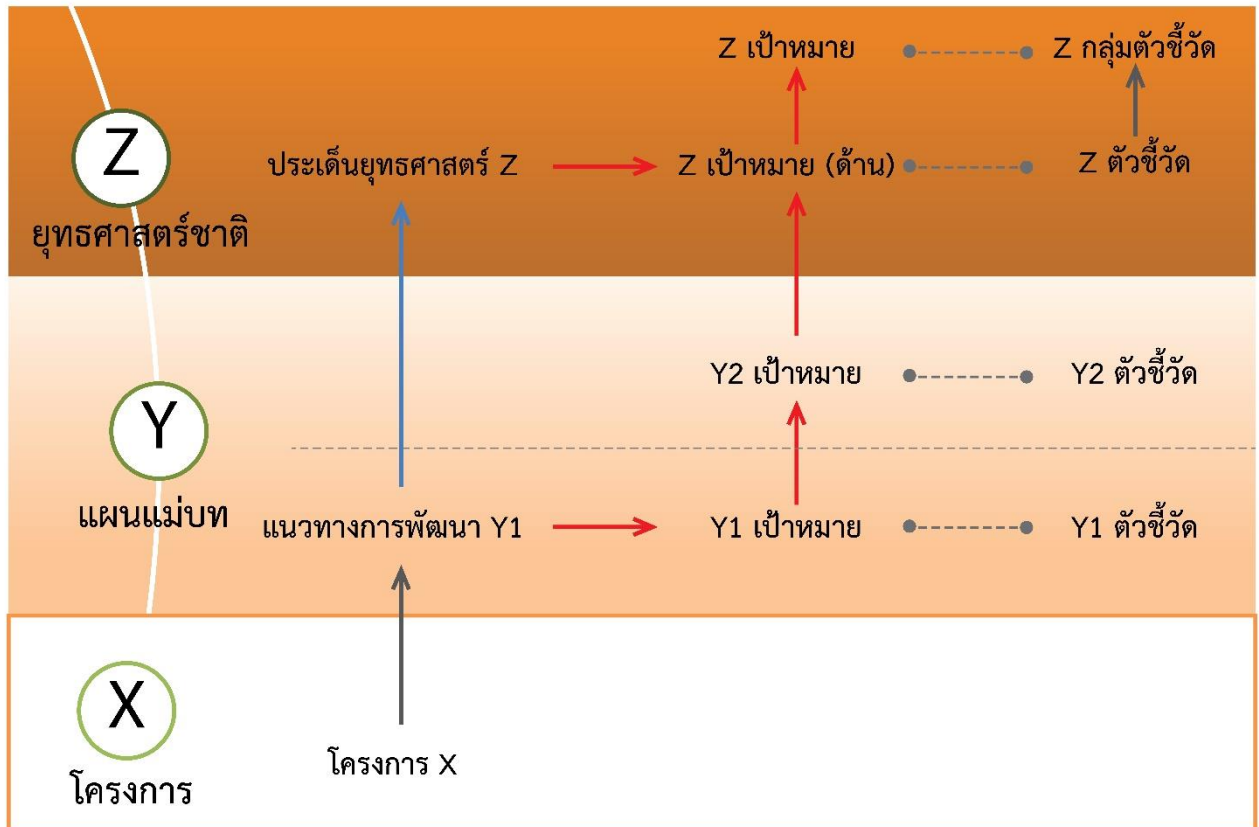 Z เป้าหมาย Z กลุ่มตัวชี้วัด
Z
ประเด็นยุทธศาสตร์ Z Z เป้าหมาย (ด้าน) Z ตัวชี้วัด
ยุทธศาสตร์ชาติ
Y2 เป้าหมาย Y2 ตัวชี้วัด
Y
แผนแม่บท แนวทางการพัฒนา Y1 Y1 เป้าหมาย Y1 ตัวชี้วัด
X
โครงการ X
โครงการ